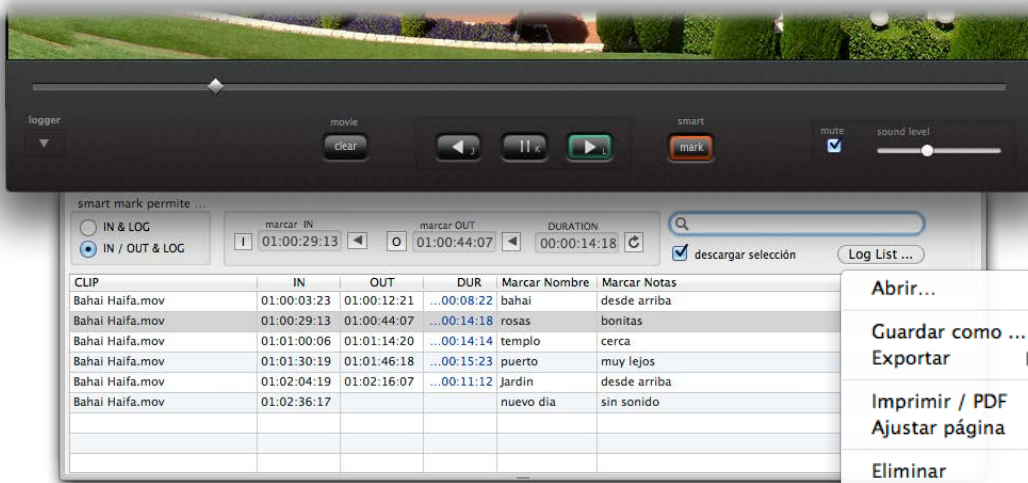 logger
movie
smart
mute
sound level
clear
J
K
L
mark
smart mark permite ...
IN & LOG
IN / OUT & LOG
marcar IN
marcar OUT
DURATION
I 01:00:29:13
O 01:00:44:07
00:00:14:18
descargar selección
Log List ...
CLIP IN OUT DUR Marcar Nombre Marcar Notas
Bahai Haifa.mov 01:00:03:23 01:00:12:21 ...00:08:22 bahai desde arriba
Bahai Haifa.mov 01:00:29:13 01:00:44:07 ...00:14:18 rosas bonitas
Bahai Haifa.mov 01:01:00:06 01:01:14:20 ...00:14:14 templo cerca
Bahai Haifa.mov 01:01:30:19 01:01:46:18 ...00:15:23 puerto muy lejos
Bahai Haifa.mov 01:02:04:19 01:02:16:07 ...00:11:12 Jardin desde arriba
Bahai Haifa.mov 01:02:36:17 nuevo dia sin sonido
Abrir...
Guardar como ...
Exportar
Imprimir / PDF
Ajustar página
Eliminar